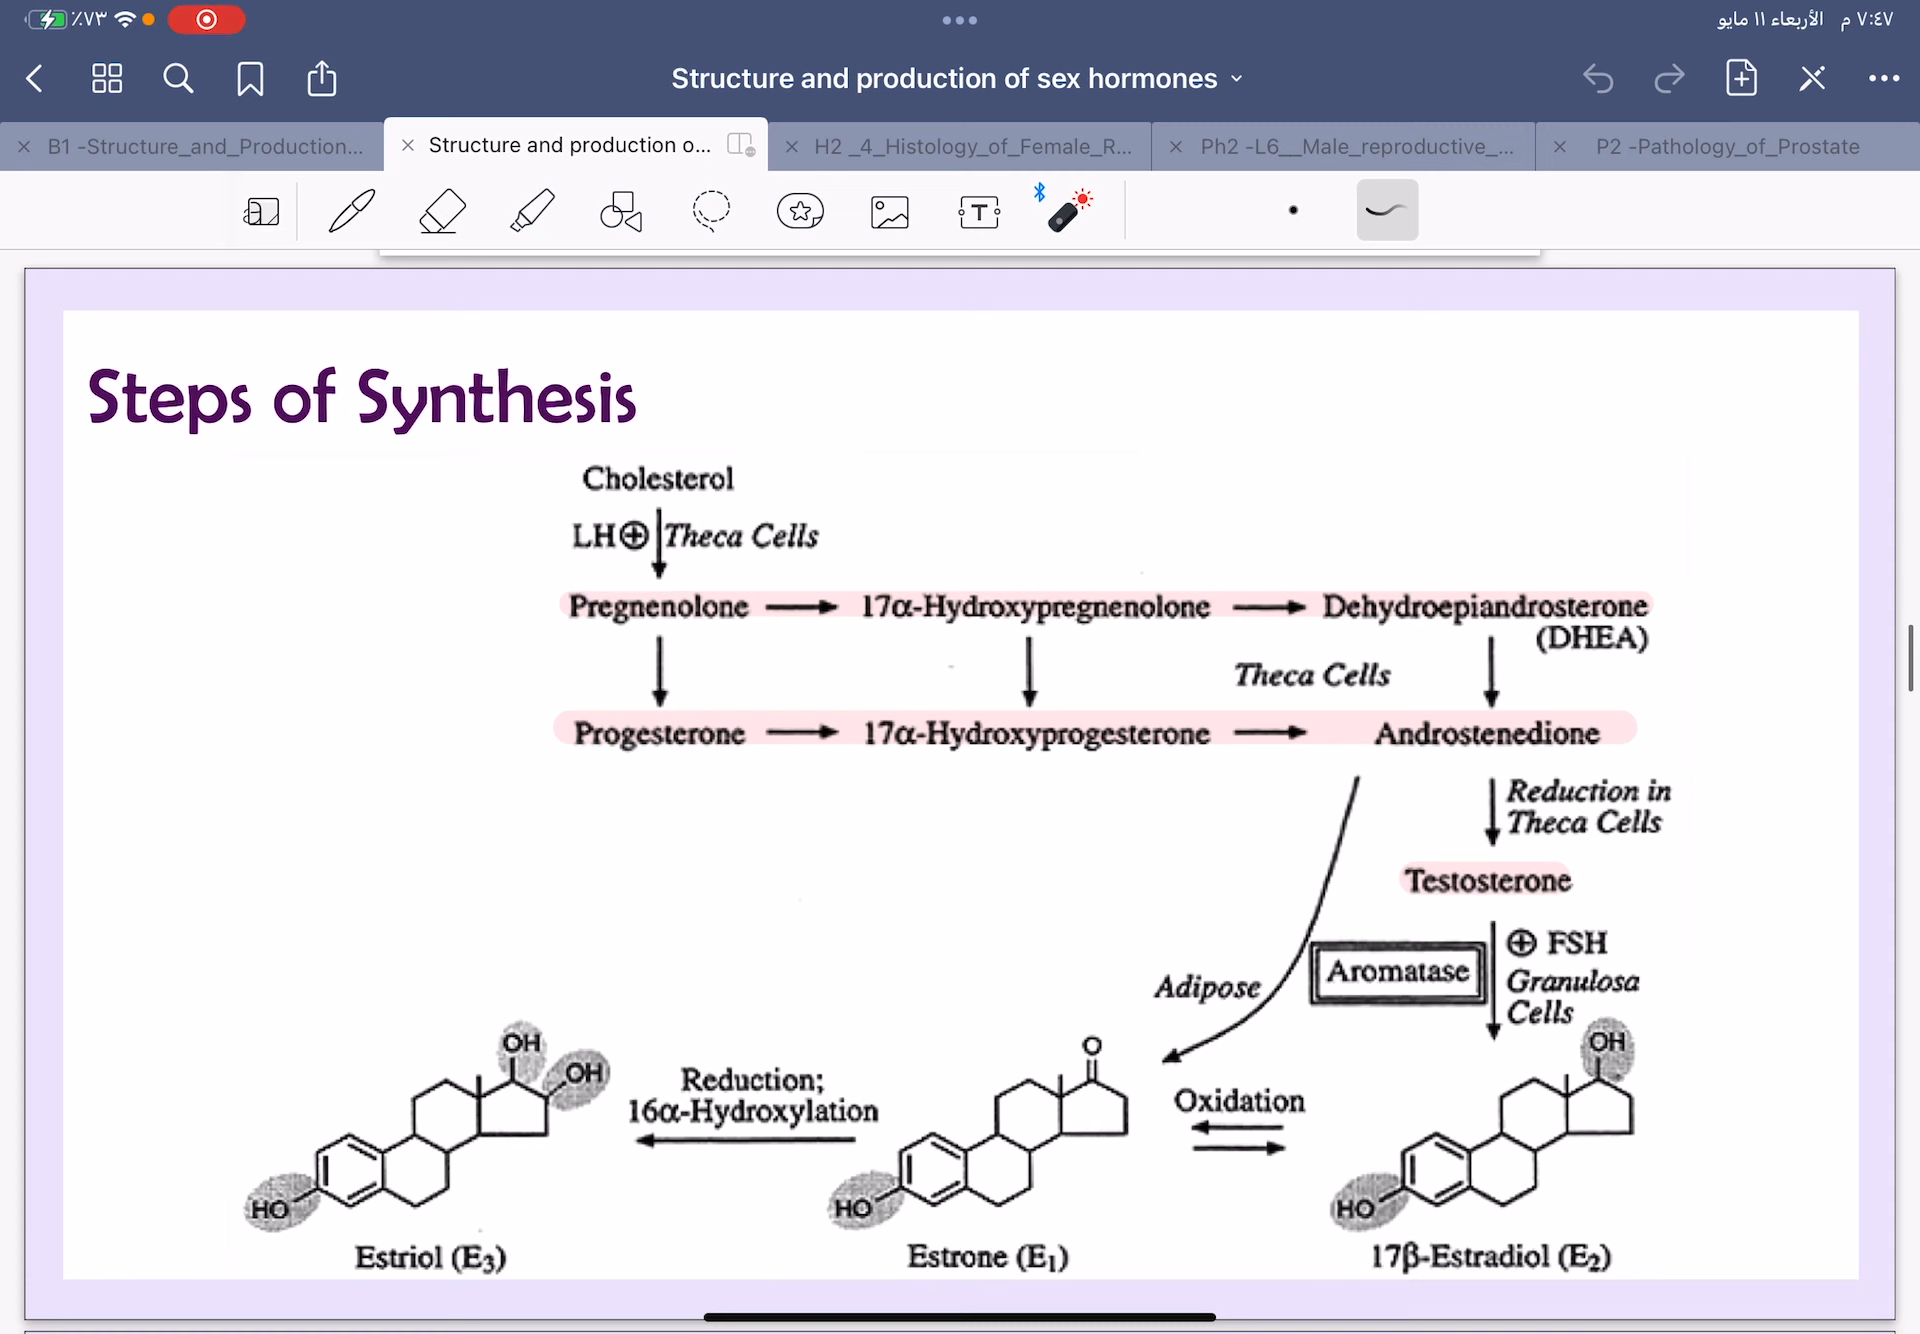 ٪٧٣
٧:٤٧ م الأربعاء ١١ مايو
Structure and production of sex hormones
B1 -Structure_and_Production...
Structure and production o...
H2 _4_Histology_of_Female_R...
Ph2 -L6__Male_reproductive_...
P2 -Pathology_of_Prostate
a
T
Steps of Synthesis
Cholesterol
LH⊕ Theca Cells
Pregnenolone 17α-Hydroxypregnenolone Dehydroepiandrosterone
(DHEA)
Theca Cells
Progesterone 17α-Hydroxyprogesterone Androstenedione
Reduction in
Theca Cells
Testosterone
⊕ FSH
Aromatase
Granulosa
Cells
Adipose
OH
OH
O
OH
Reduction;
16α-Hydroxylation
Oxidation
HO
HO
HO
Estriol (E₃)
Estrone (E₁)
17β-Estradiol (E₂)